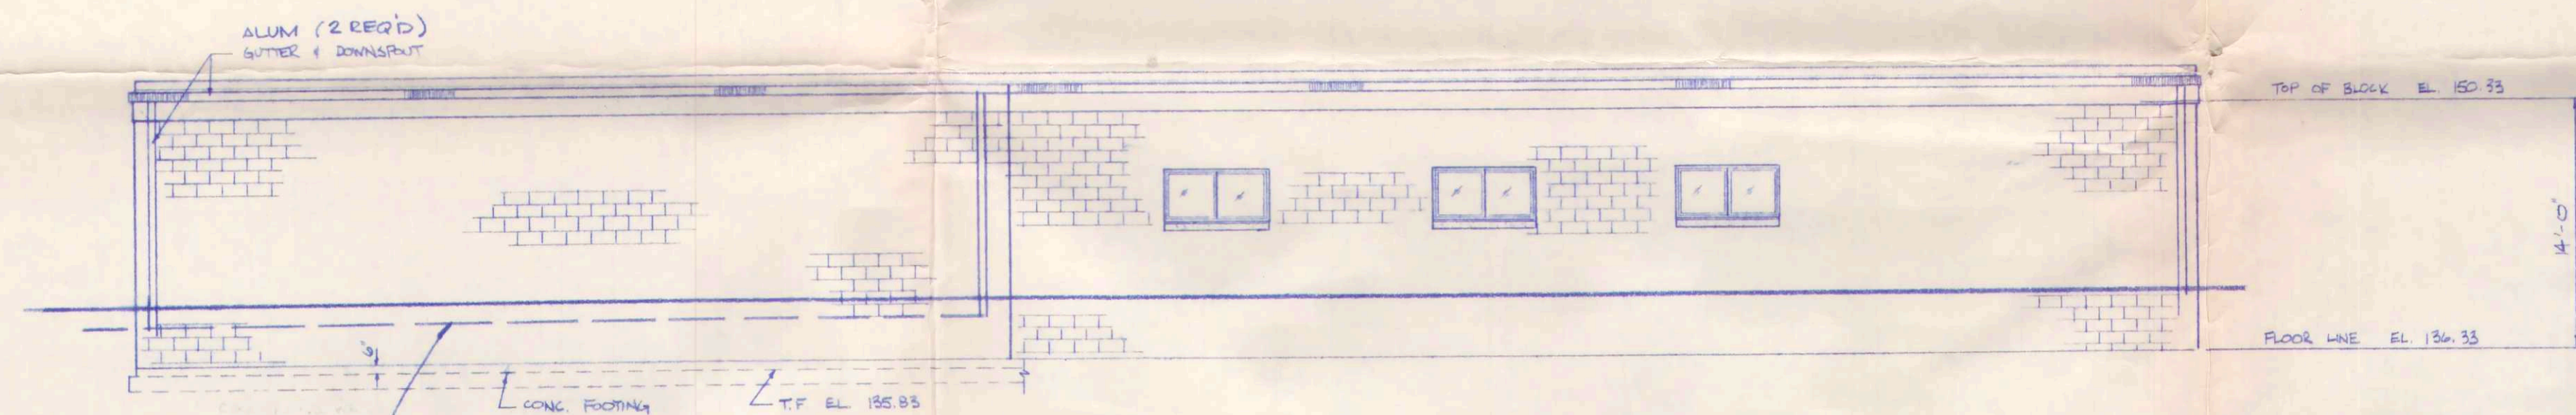 ALUM (2 REQ'D)
GUTTER & DOWNSPOUT
TOP OF BLOCK EL. 150.33
14'-0"
FLOOR LINE EL. 136.33
6"
CONC. FOOTING
T.F EL. 135.83